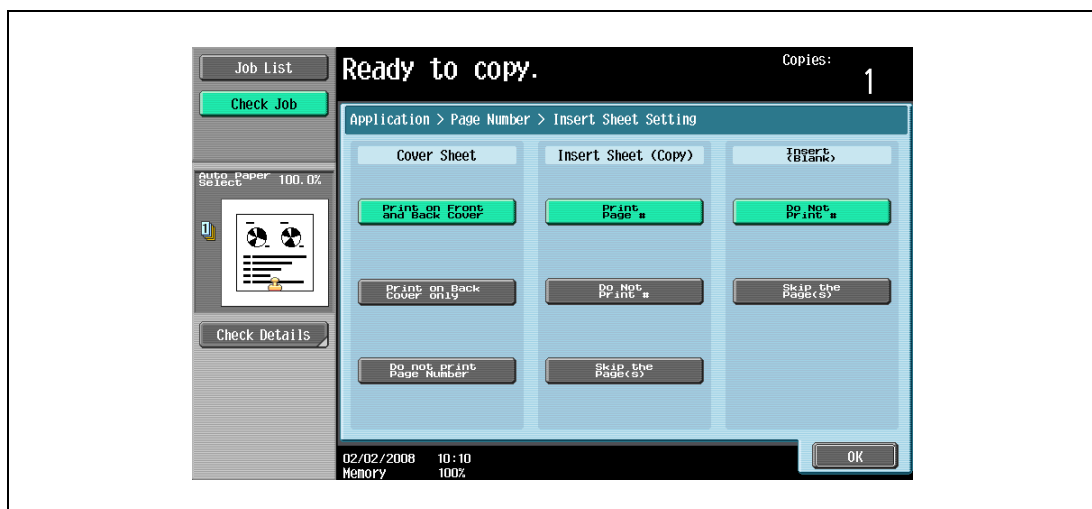 Job List
Check Job
Ready to copy.
Copies:
1
Application > Page Number > Insert Sheet Setting
Cover Sheet
Insert Sheet (Copy)
Insert
(Blank)
Auto Paper
Select
100.0%
1
Print on Front
and Back Cover
Print
Page #
Do Not
Print #
Print on Back
Cover only
Do Not
Print #
Skip the
Page(s)
Check Details
Do not print
Page Number
Skip the
Page(s)
02/02/2008 10:10
Memory 100%
OK